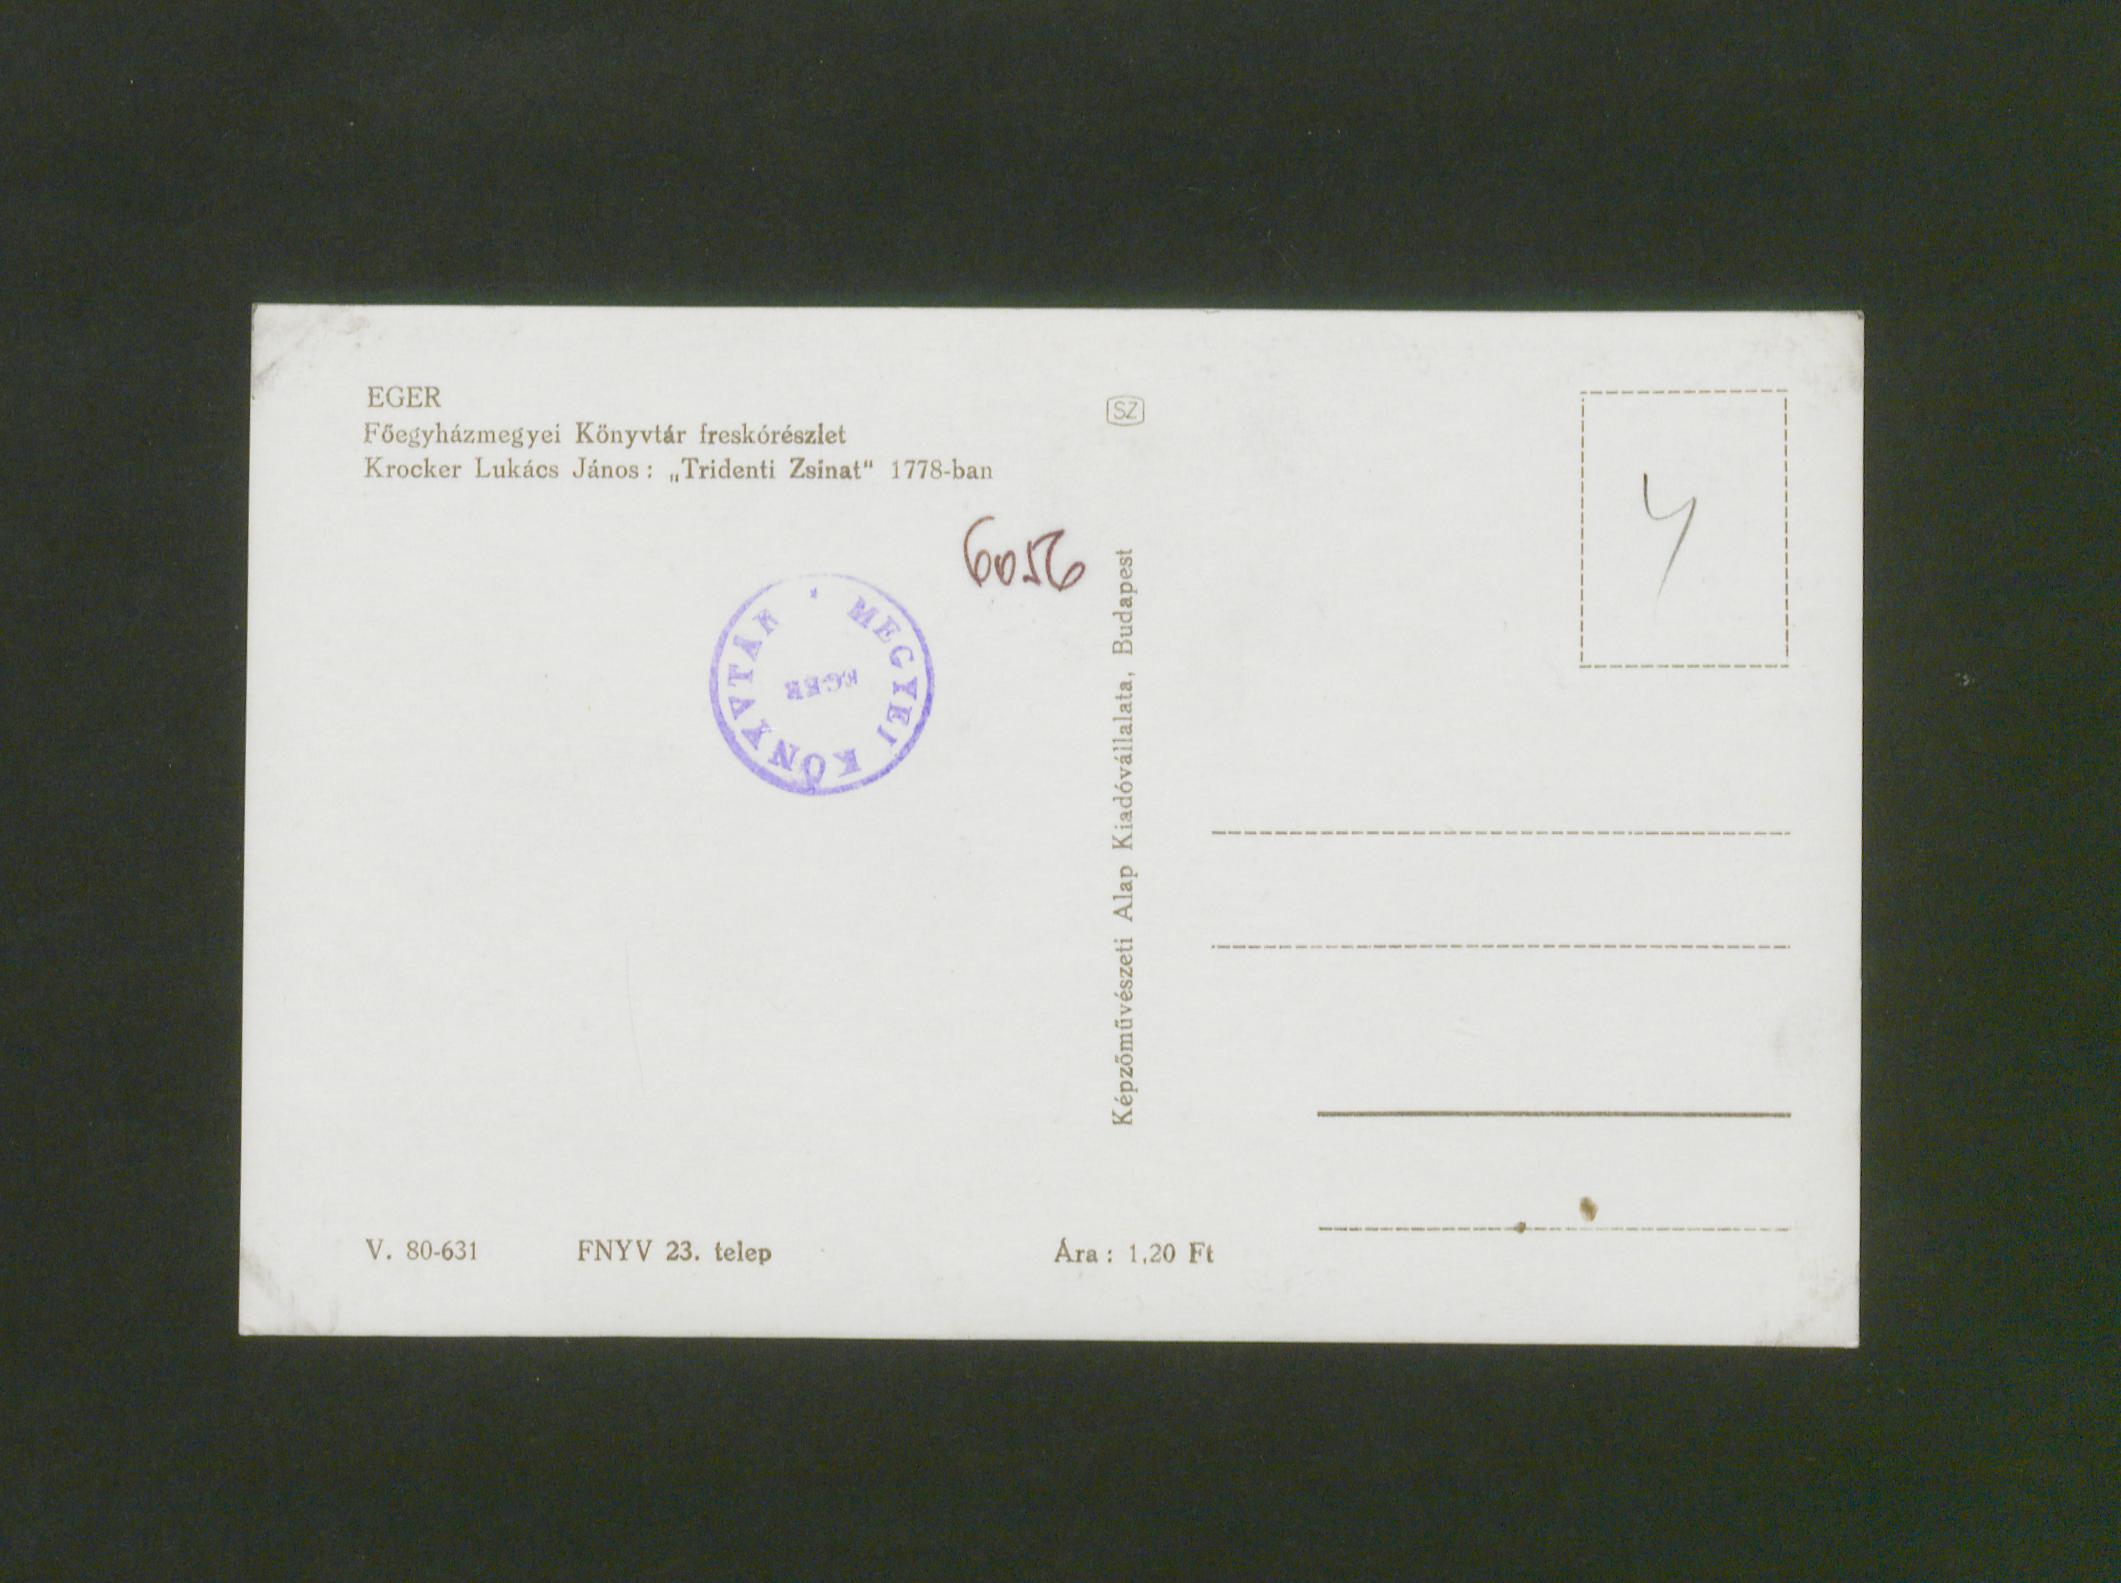 EGER
Főegyházmegyei Könyvtár freskórészlet
Krocker Lukács János: „Tridenti Zsinat“ 1778-ban
SZ
4
MEGYEI KÖNYVTÁR
EGER
Képzőművészeti Alap Kiadóvállalata, Budapest
V. 80-631 FNYV 23. telep Ára: 1,20 Ft